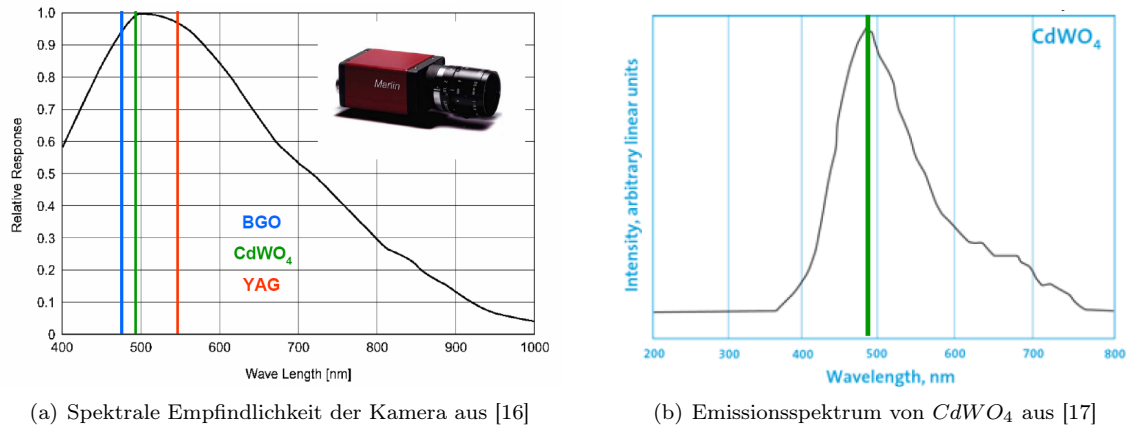 1.0
0.9
0.8
0.7
0.6
0.5
0.4
0.3
0.2
0.1
0
Relative Response
400 500 600 700 800 900 1000
Wave Length [nm]
Merlin
BGO
CdWO₄
YAG
(a) Spektrale Empfindlichkeit der Kamera aus [16]
CdWO₄
Intensity, arbitrary linear units
200 300 400 500 600 700 800
Wavelength, nm
(b) Emissionsspektrum von CdWO₄ aus [17]